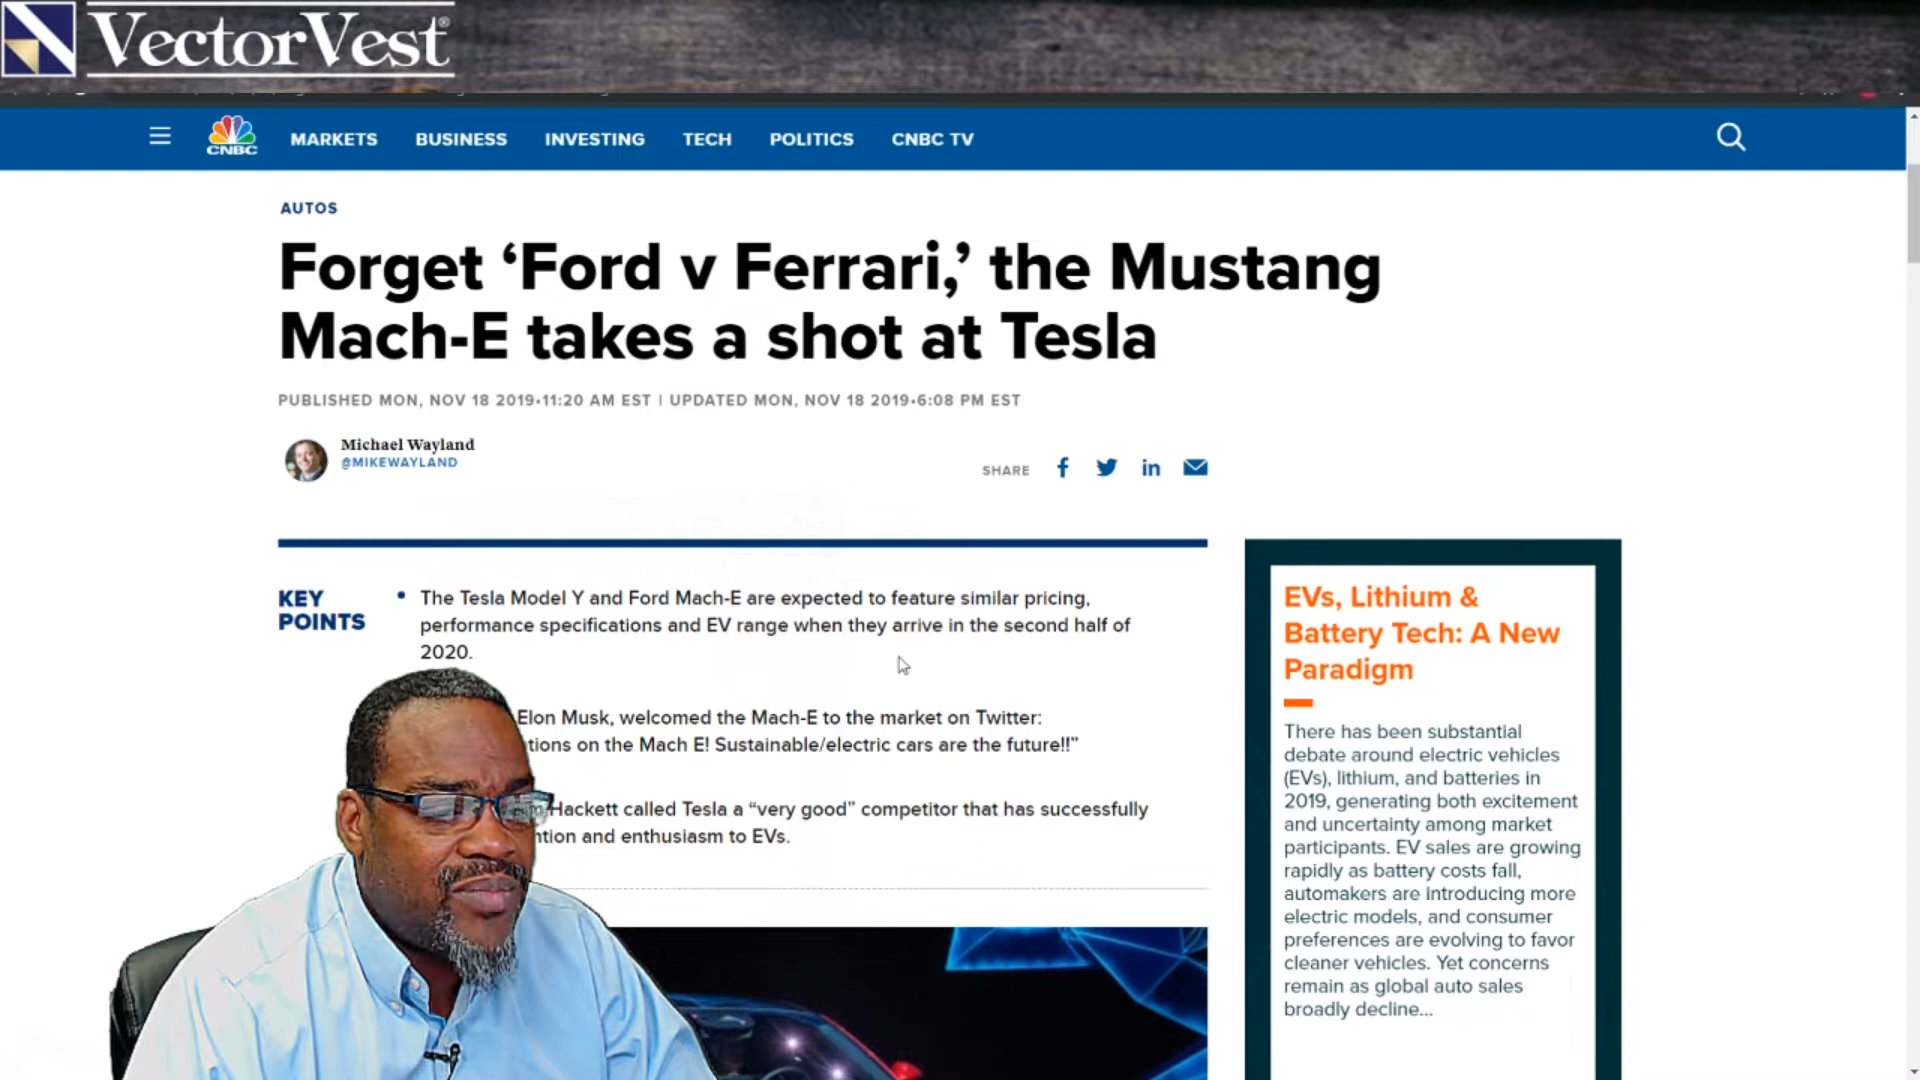 VectorVest®
CNBC
MARKETS BUSINESS INVESTING TECH POLITICS CNBC TV
AUTOS
Forget ‘Ford v Ferrari,’ the Mustang
Mach-E takes a shot at Tesla
PUBLISHED MON, NOV 18 2019•11:20 AM EST | UPDATED MON, NOV 18 2019•6:08 PM EST
Michael Wayland
@MIKEWAYLAND
SHARE
KEY
POINTS
• The Tesla Model Y and Ford Mach-E are expected to feature similar pricing,
performance specifications and EV range when they arrive in the second half of
2020.
Elon Musk, welcomed the Mach-E to the market on Twitter:
tions on the Mach E! Sustainable/electric cars are the future!!”
Hackett called Tesla a “very good” competitor that has successfully
ntion and enthusiasm to EVs.
EVs, Lithium &
Battery Tech: A New
Paradigm
There has been substantial
debate around electric vehicles
(EVs), lithium, and batteries in
2019, generating both excitement
and uncertainty among market
participants. EV sales are growing
rapidly as battery costs fall,
automakers are introducing more
electric models, and consumer
preferences are evolving to favor
cleaner vehicles. Yet concerns
remain as global auto sales
broadly decline...